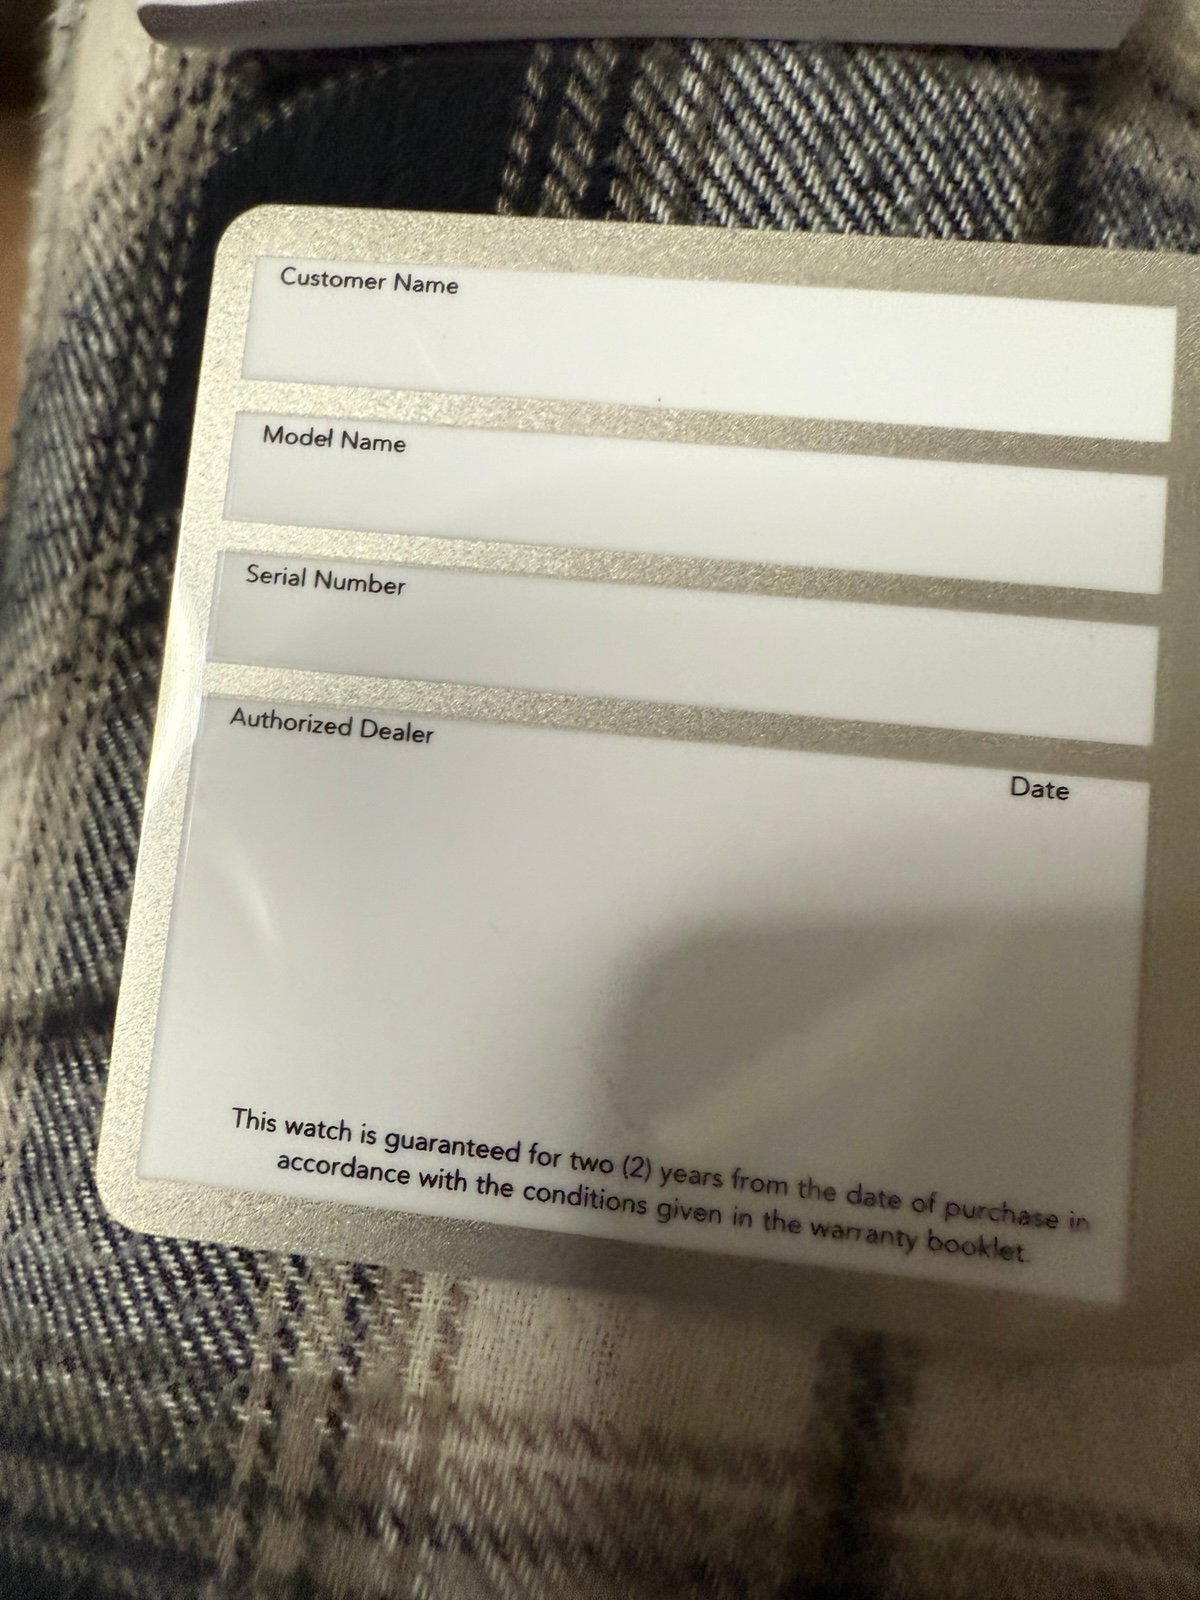 Customer Name
Model Name
Serial Number
Authorized Dealer
Date
This watch is guaranteed for two (2) years from the date of purchase in
accordance with the conditions given in the warranty booklet.